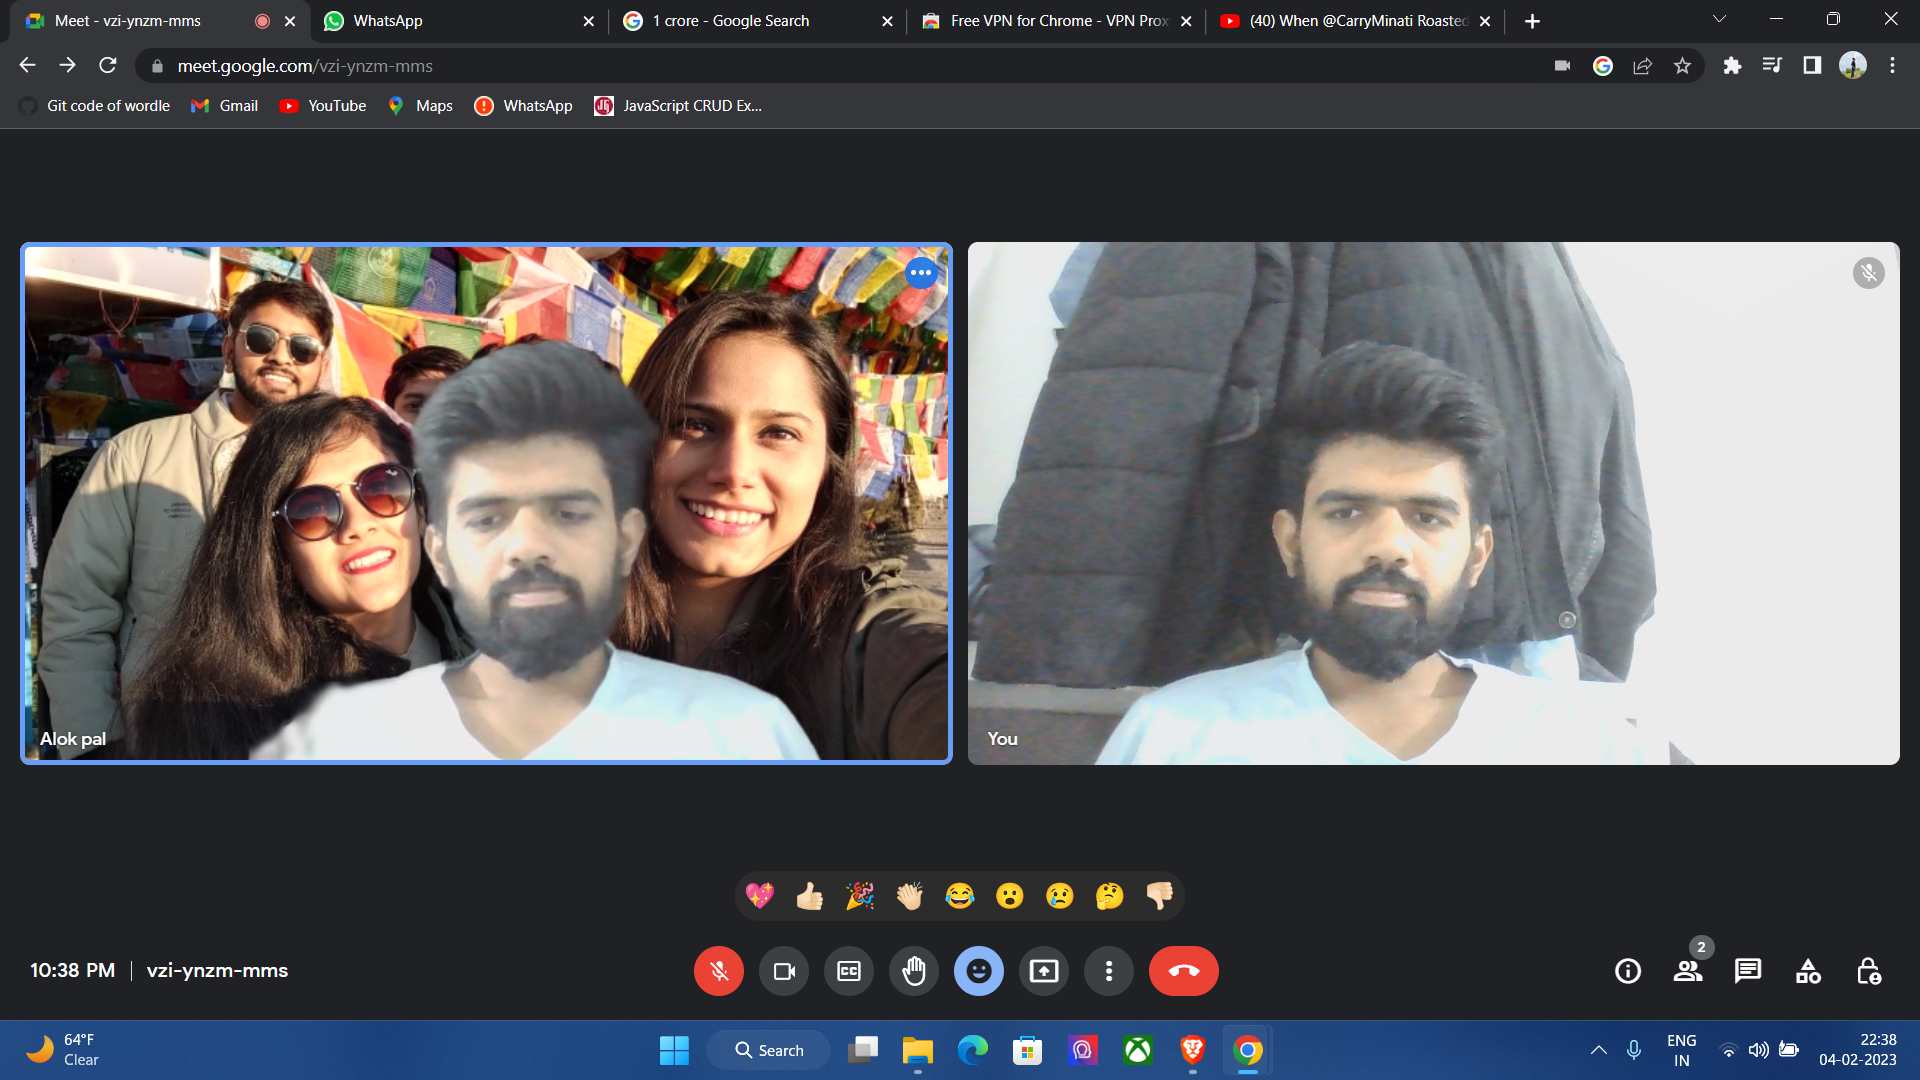 Meet - vzi-ynzm-mms
WhatsApp
1 crore - Google Search
Free VPN for Chrome - VPN Prox
(40) When @CarryMinati Roasted
meet.google.com/vzi-ynzm-mms
Git code of wordle
Gmail
YouTube
Maps
WhatsApp
JavaScript CRUD Ex...
Alok pal
You
10:38 PM | vzi-ynzm-mms
CC
2
64°F
Clear
Search
ENG
IN
22:38
04-02-2023